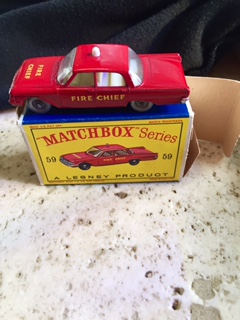 FIRE
CHIEF
FIRE CHIEF
"MATCHBOX" Series
59
FIRE CHIEF
59
A LESNEY PRODUCT